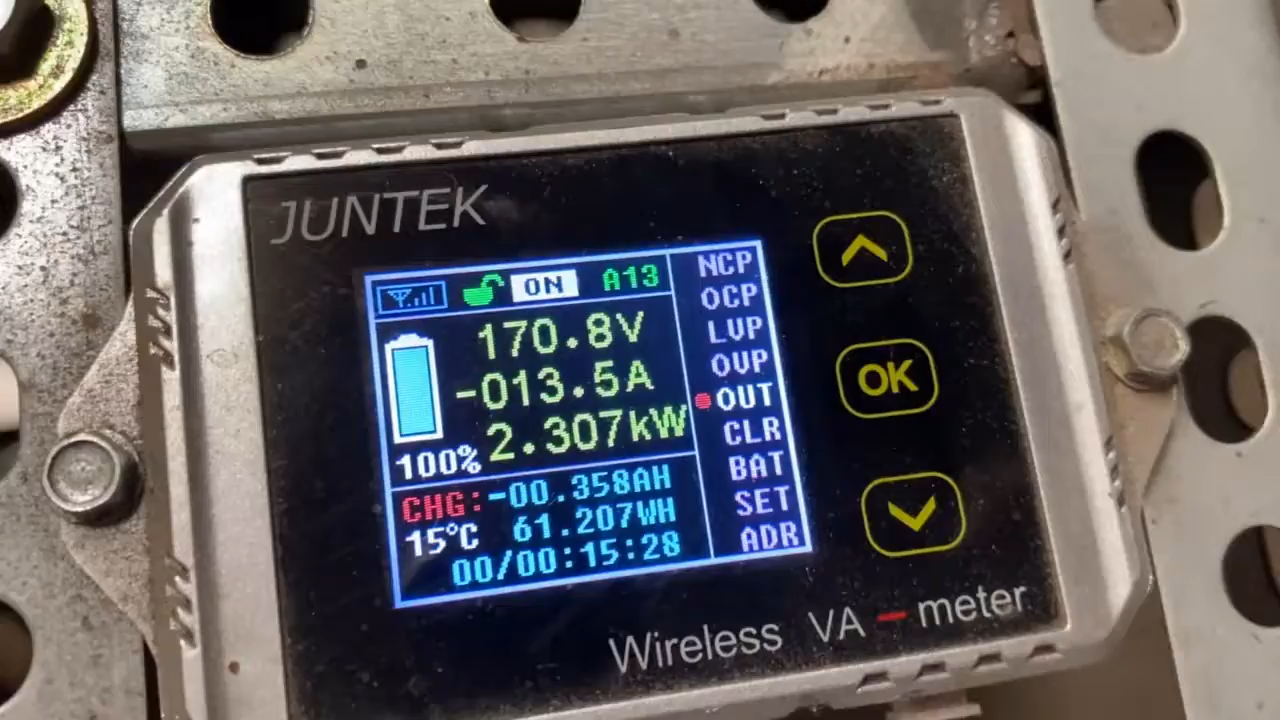 JUNTEK
ON A13
170.8V
-013.5A
2.307kW
100%
CHG: -00.358AH
15°C 61.207WH
00/00:15:28
NCP
OCP
LVP
OVP
OUT
CLR
BAT
SET
ADR
OK
Wireless VA-meter